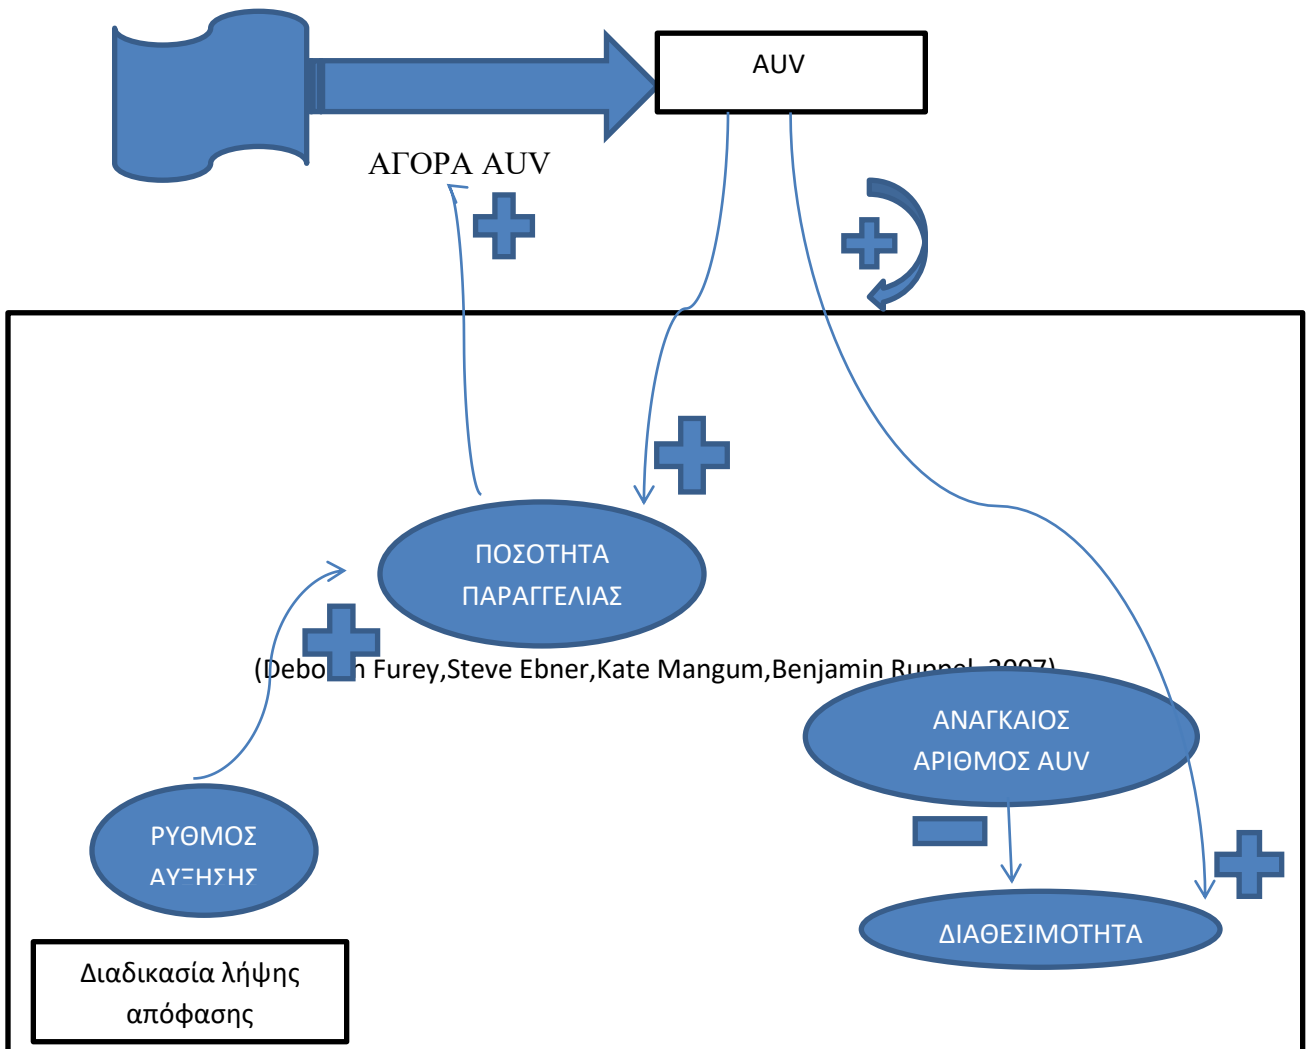 AUV
ΑΓΟΡΑ AUV
ΠΟΣΟΤΗΤΑ
ΠΑΡΑΓΓΕΛΙΑΣ
Furey,Steve Ebner,Kate Mangum,Benjamin
ΑΝΑΓΚΑΙΟΣ
ΑΡΙΘΜΟΣ AUV
ΡΥΘΜΟΣ
ΑΥΞΗΣΗΣ
ΔΙΑΘΕΣΙΜΟΤΗΤΑ
Διαδικασία λήψης
απόφασης